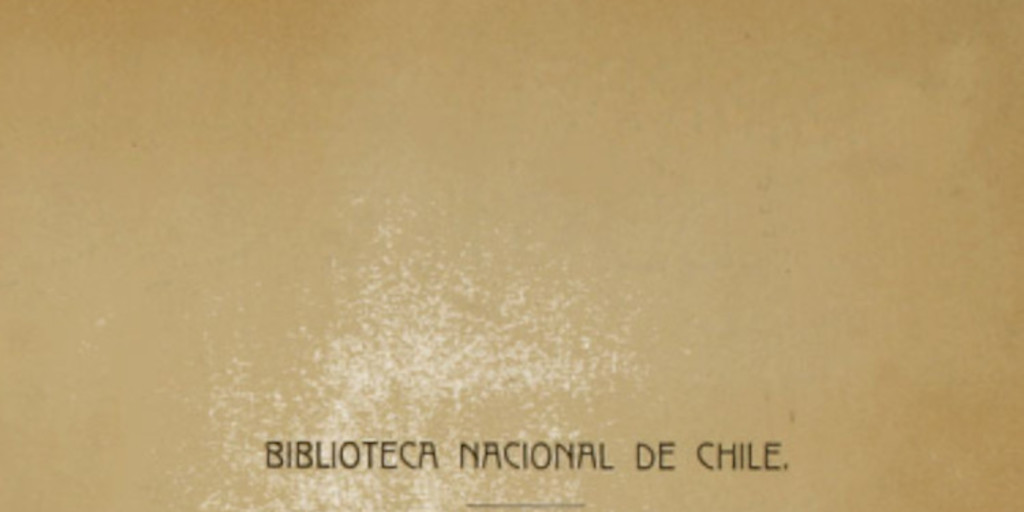 BIBLIOTECA NACIONAL DE CHILE.